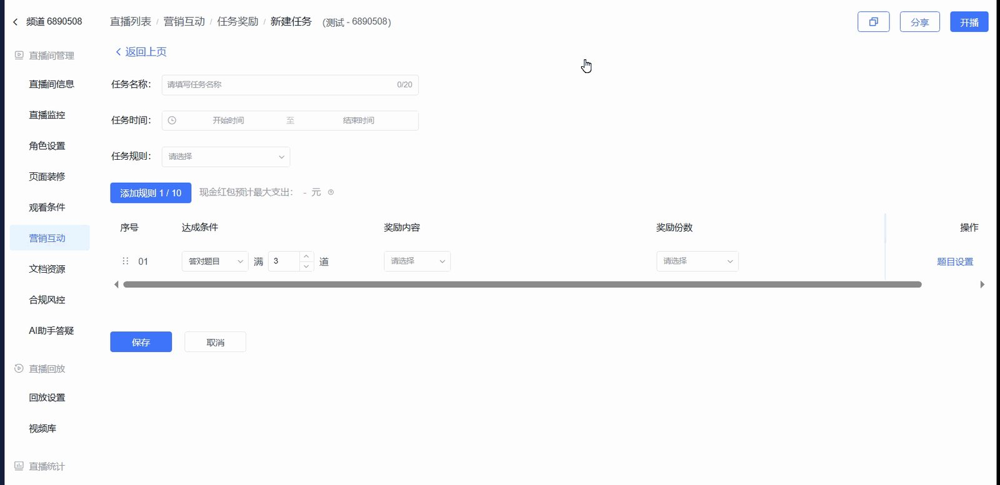 频道 6890508
直播列表 / 营销互动 / 任务奖励 / 新建任务 (测试 - 6890508)
分享
开播
直播间管理
直播间信息
直播监控
角色设置
页面装修
观看条件
营销互动
文档资源
合规风控
AI助手答疑
直播回放
回放设置
视频库
直播统计
返回上页
任务名称: 请填写任务名称 0/20
任务时间: 开始时间 至 结束时间
任务规则: 请选择
添加规则 1 / 10 现金红包预计最大支出: - 元
序号 达成条件 奖励内容 奖励份数 操作
01 答对题目 满 3 道 请选择 请选择 题目设置
保存 取消